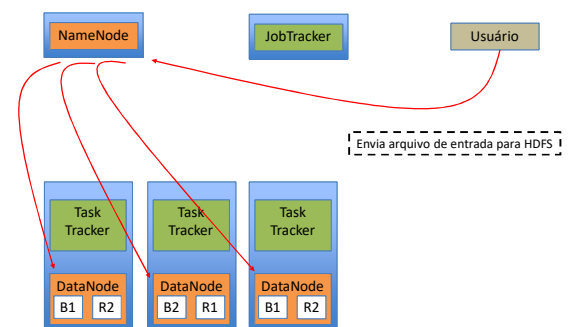 NameNode
JobTracker
Usuário
Envia arquivo de entrada para HDFS
Task
Tracker
Task
Tracker
Task
Tracker
DataNode
B1 R2
DataNode
B2 R1
DataNode
B1 R2